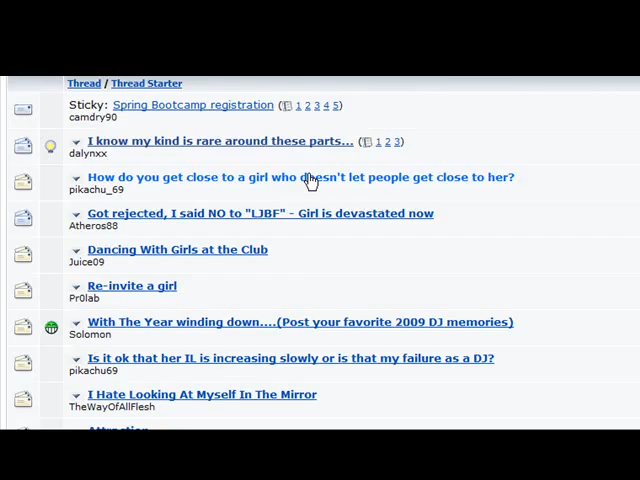 Thread / Thread Starter
Sticky: Spring Bootcamp registration ( 1 2 3 4 5)
camdry90
I know my kind is rare around these parts... ( 1 2 3)
dalynxx
How do you get close to a girl who doesn't let people get close to her?
pikachu_69
Got rejected, I said NO to "LJBF" - Girl is devastated now
Atheros88
Dancing With Girls at the Club
Juice09
Re-invite a girl
Pr0lab
With The Year winding down....(Post your favorite 2009 DJ memories)
Solomon
Is it ok that her IL is increasing slowly or is that my failure as a DJ?
pikachu69
I Hate Looking At Myself In The Mirror
TheWayOfAllFlesh
Attraction